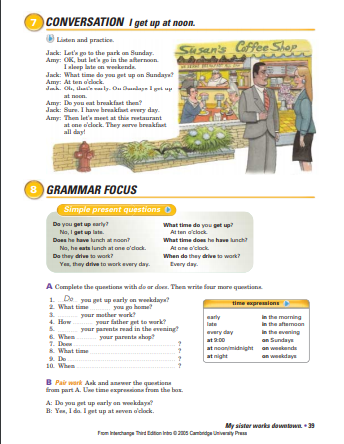 7 CONVERSATION I get up at noon.
Listen and practice.
Jack: Let's go to the park on Sunday.
Amy: OK, but let's go in the afternoon.
I sleep late on weekends.
Jack: What time do you get up on Sundays?
Amy: At ten o'clock.
Jack: Oh, that's early. On Sundays I get up
at noon.
Amy: Do you eat breakfast then?
Jack: Sure. I have breakfast every day.
Amy: Then let's meet at this restaurant
at one o'clock. They serve breakfast
all day!
Susan's Coffee Shop
8 GRAMMAR FOCUS
Simple present questions
Do you get up early?
No, I get up late.
Does he have lunch at noon?
No, he eats lunch at one o'clock.
Do they drive to work?
Yes, they drive to work every day.
What time do you get up?
At ten o'clock.
What time does he have lunch?
At one o'clock.
When do they drive to work?
Every day.
A Complete the questions with do or does. Then write four more questions.
1. Do you get up early on weekdays?
2. What time you go home?
3. your mother work?
4. How your father get to work?
5. your parents read in the evening?
6. When your parents shop?
7. Does ?
8. What time ?
9. Do ?
10. When ?
time expressions
early in the morning
late in the afternoon
every day in the evening
at 9:00 on Sundays
at noon/midnight on weekends
at night on weekdays
B Pair work Ask and answer the questions
from part A. Use time expressions from the box.
A: Do you get up early on weekdays?
B: Yes, I do. I get up at seven o'clock.
My sister works downtown. • 39
From Interchange Third Edition Intro © 2005 Cambridge University Press